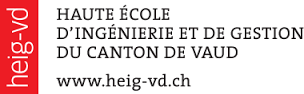 heig-vd
HAUTE ÉCOLE
D'INGÉNIERIE ET DE GESTION
DU CANTON DE VAUD
www.heig-vd.ch